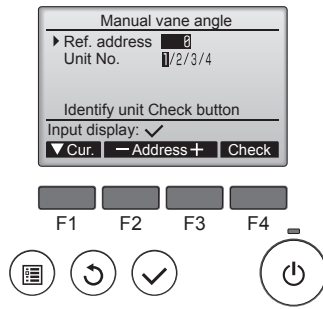 Manual vane angle
Ref. address 0
Unit No. 1/2/3/4
Identify unit Check button
Input display: ✓
▼Cur. −Address+ Check
F1 F2 F3 F4